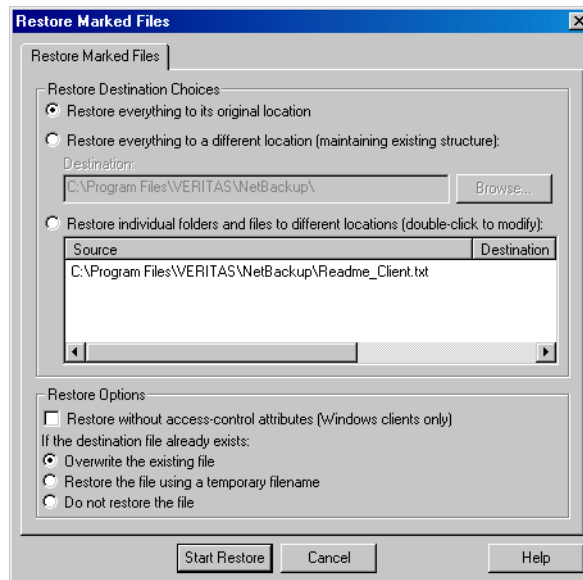 Restore Marked Files
Restore Marked Files
Restore Destination Choices
Restore everything to its original location
Restore everything to a different location (maintaining existing structure):
Destination:
C:\Program Files\VERITAS\NetBackup\
Browse...
Restore individual folders and files to different locations (double-click to modify):
Source Destination
C:\Program Files\VERITAS\NetBackup\Readme_Client.txt
Restore Options
Restore without access-control attributes (Windows clients only)
If the destination file already exists:
Overwrite the existing file
Restore the file using a temporary filename
Do not restore the file
Start Restore Cancel Help